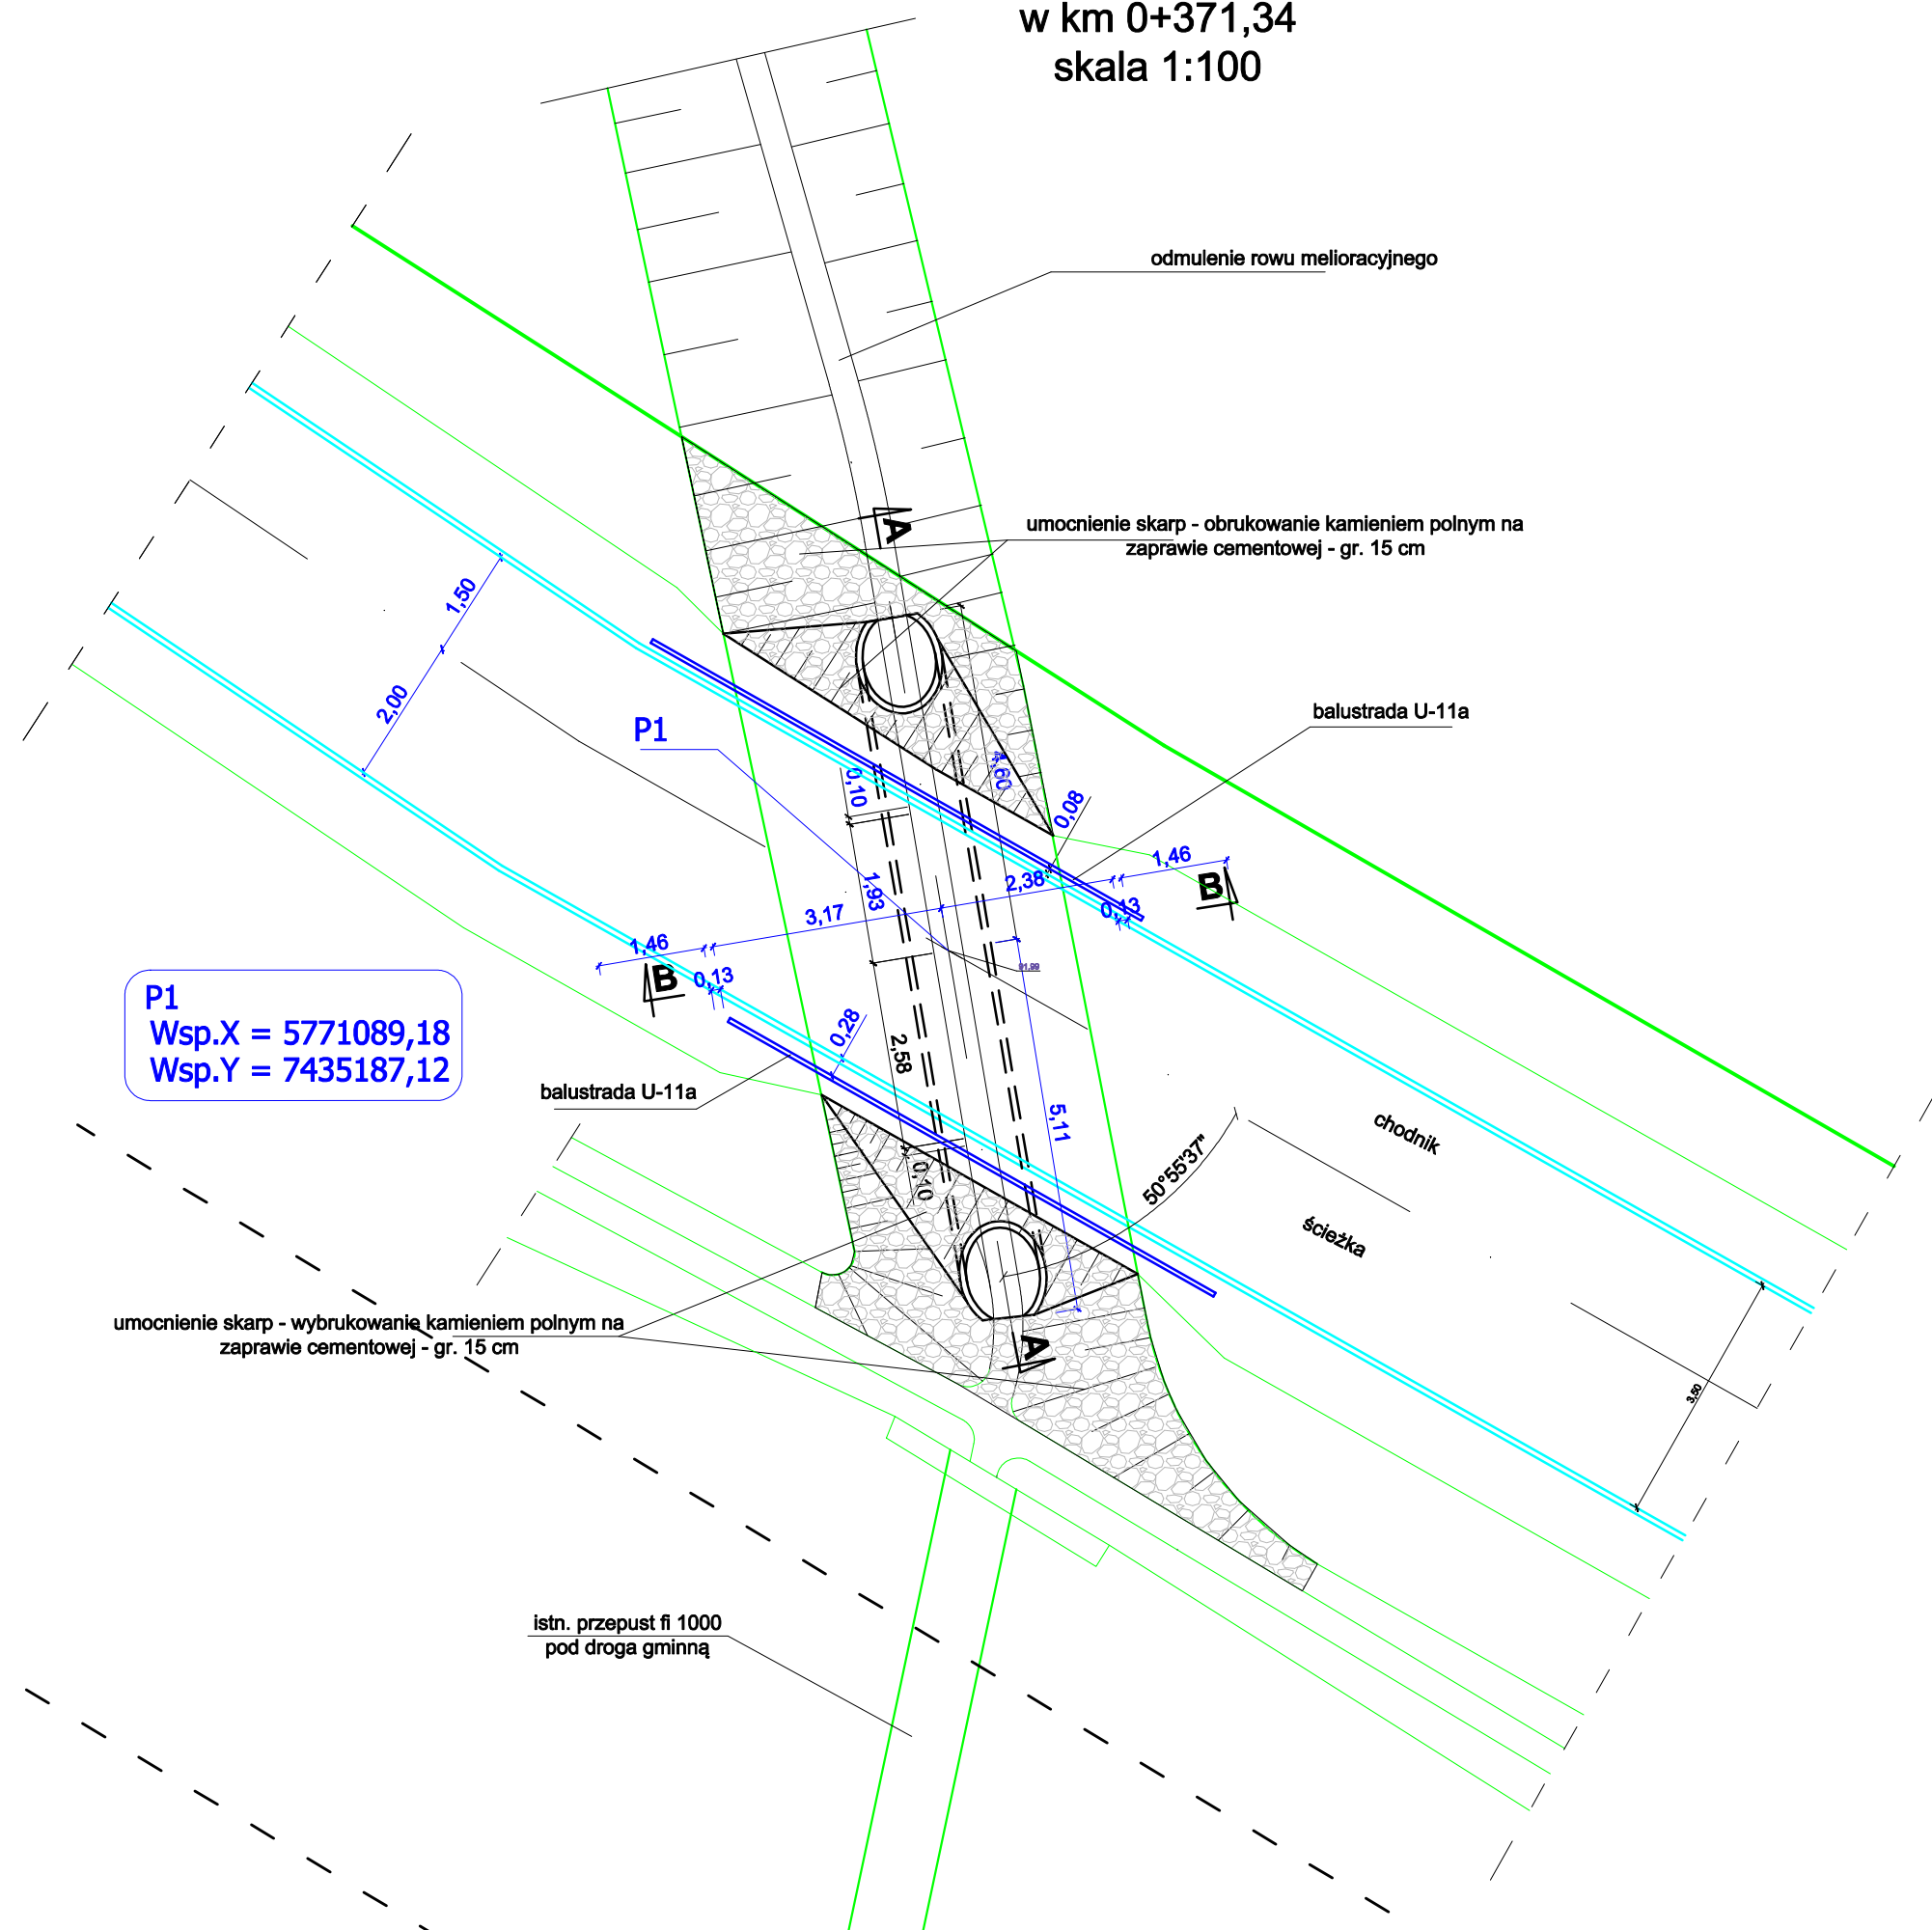 w km 0+371,34
skala 1:100
odmulenie rowu melioracyjnego
A
umocnienie skarp - obrukowanie kamieniem polnym na
zaprawie cementowej - gr. 15 cm
1,50
2,00
P1
balustrada U-11a
4,60
0,10
0,08
1,46
2,38
B
1,93
3,17
0,13
1,46
B
0,13
91,99
P1
Wsp.X = 5771089,18
Wsp.Y = 7435187,12
0,28
2,58
balustrada U-11a
5,11
chodnik
50°55'37"
0,10
ścieżka
umocnienie skarp - wybrukowanie kamieniem polnym na
zaprawie cementowej - gr. 15 cm
A
3,50
istn. przepust fi 1000
pod droga gminną